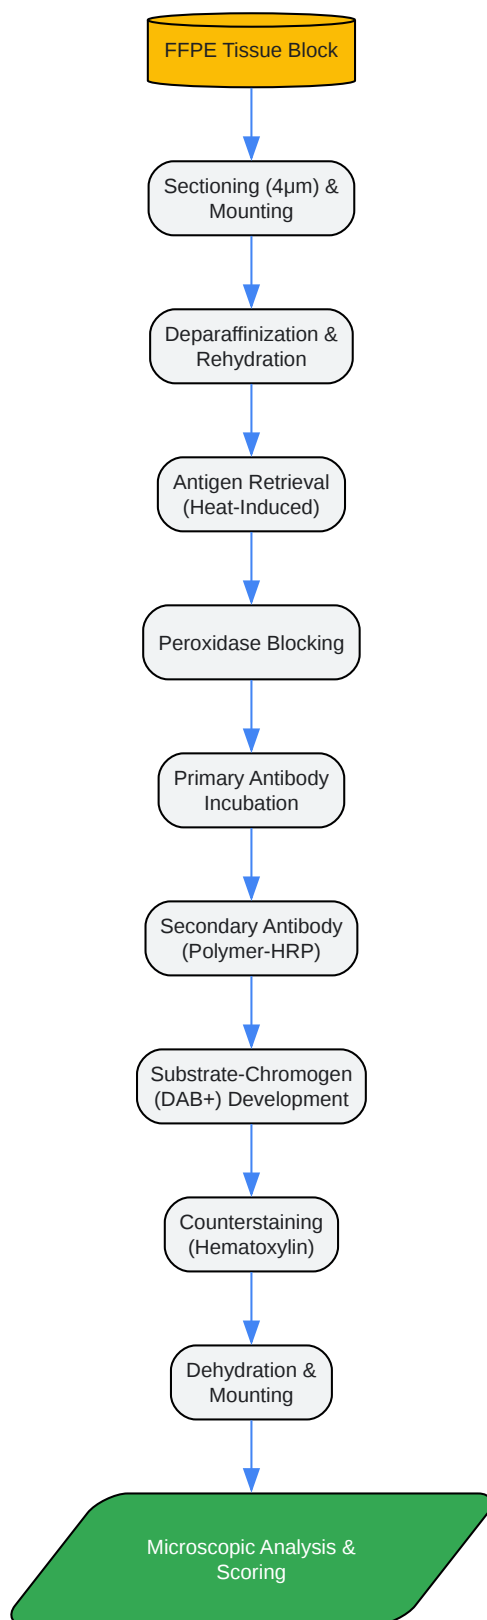 FFPE Tissue Block
Sectioning (4μm) &
Mounting
Deparaffinization &
Rehydration
Antigen Retrieval
(Heat-Induced)
Peroxidase Blocking
Primary Antibody
Incubation
Secondary Antibody
(Polymer-HRP)
Substrate-Chromogen
(DAB+) Development
Counterstaining
(Hematoxylin)
Dehydration &
Mounting
Microscopic Analysis &
Scoring